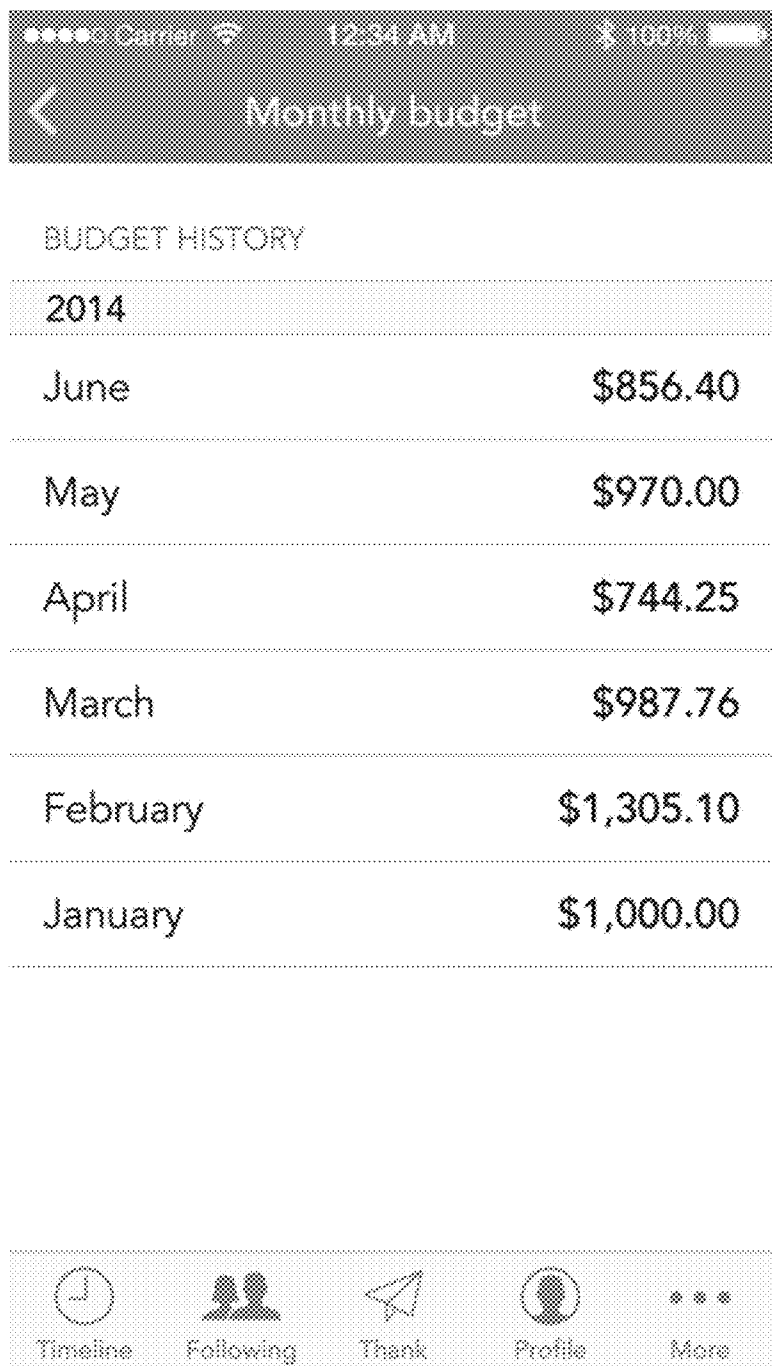 Carrier 12:34 AM 100%
Monthly budget
BUDGET HISTORY
2014
June $856.40
May $970.00
April $744.25
March $987.76
February $1,305.10
January $1,000.00
Timeline Following Thank Profile More